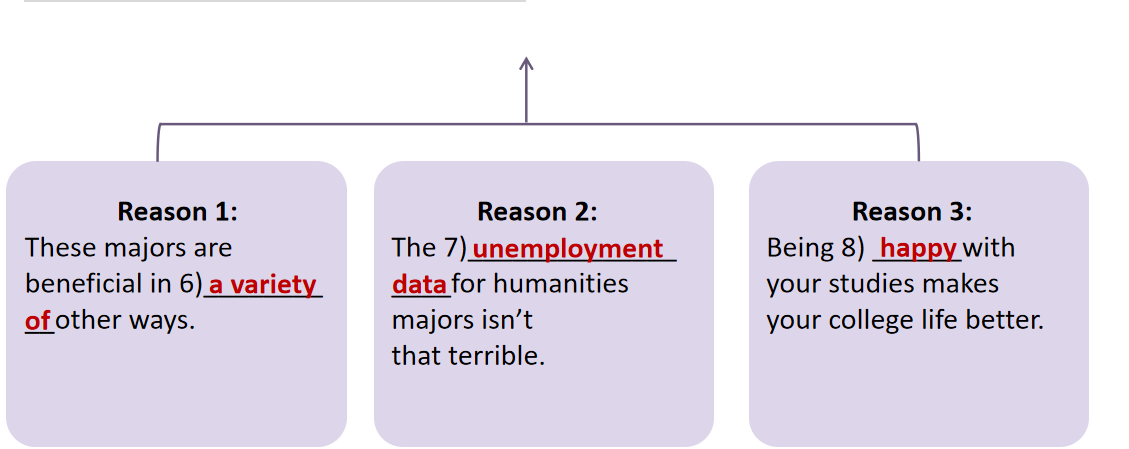 Reason 1:
These majors are
beneficial in 6) a variety
of other ways.
Reason 2:
The 7) unemployment
data for humanities
majors isn’t
that terrible.
Reason 3:
Being 8) happy with
your studies makes
your college life better.